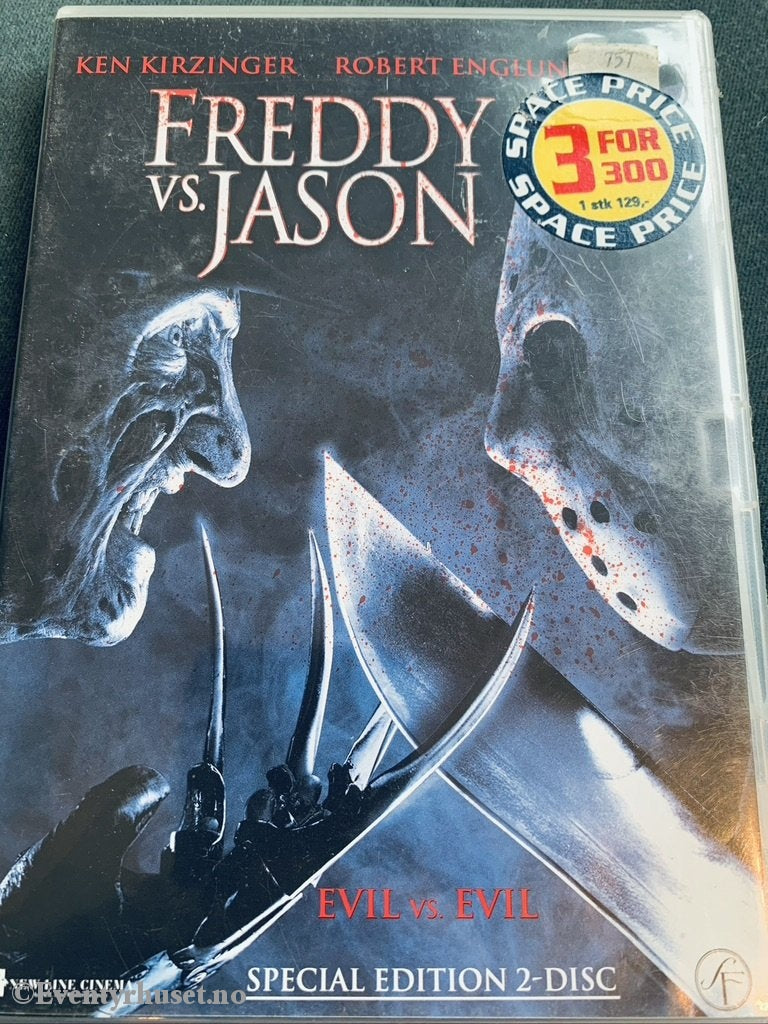 KEN KIRZINGER ROBERT ENGLUN
757
FREDDY
VS. JASON
SPACE PRICE
3 FOR
300
1 stk 129,-
SPACE PRICE
EVIL VS. EVIL
NEW LINE CINEMA
SPECIAL EDITION 2-DISC
SF
©Eventyrhuset.no